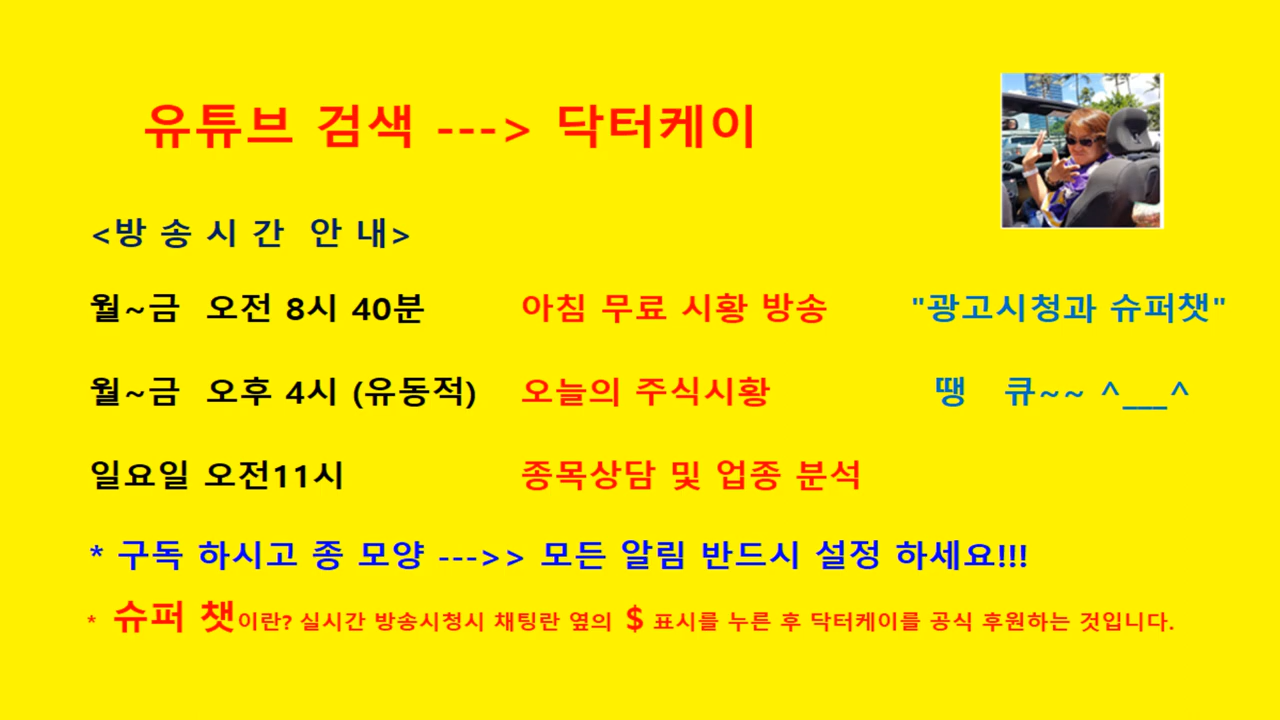 유튜브 검색 ---> 닥터케이
<방 송 시 간 안 내>
월~금 오전 8시 40분 아침 무료 시황 방송 "광고시청과 슈퍼챗"
월~금 오후 4시 (유동적) 오늘의 주식시황 땡 큐~~ ^___^
일요일 오전11시 종목상담 및 업종 분석
* 구독 하시고 종 모양 --->> 모든 알림 반드시 설정 하세요!!!
* 슈퍼 챗이란? 실시간 방송시청시 채팅란 옆의 $ 표시를 누른 후 닥터케이를 공식 후원하는 것입니다.